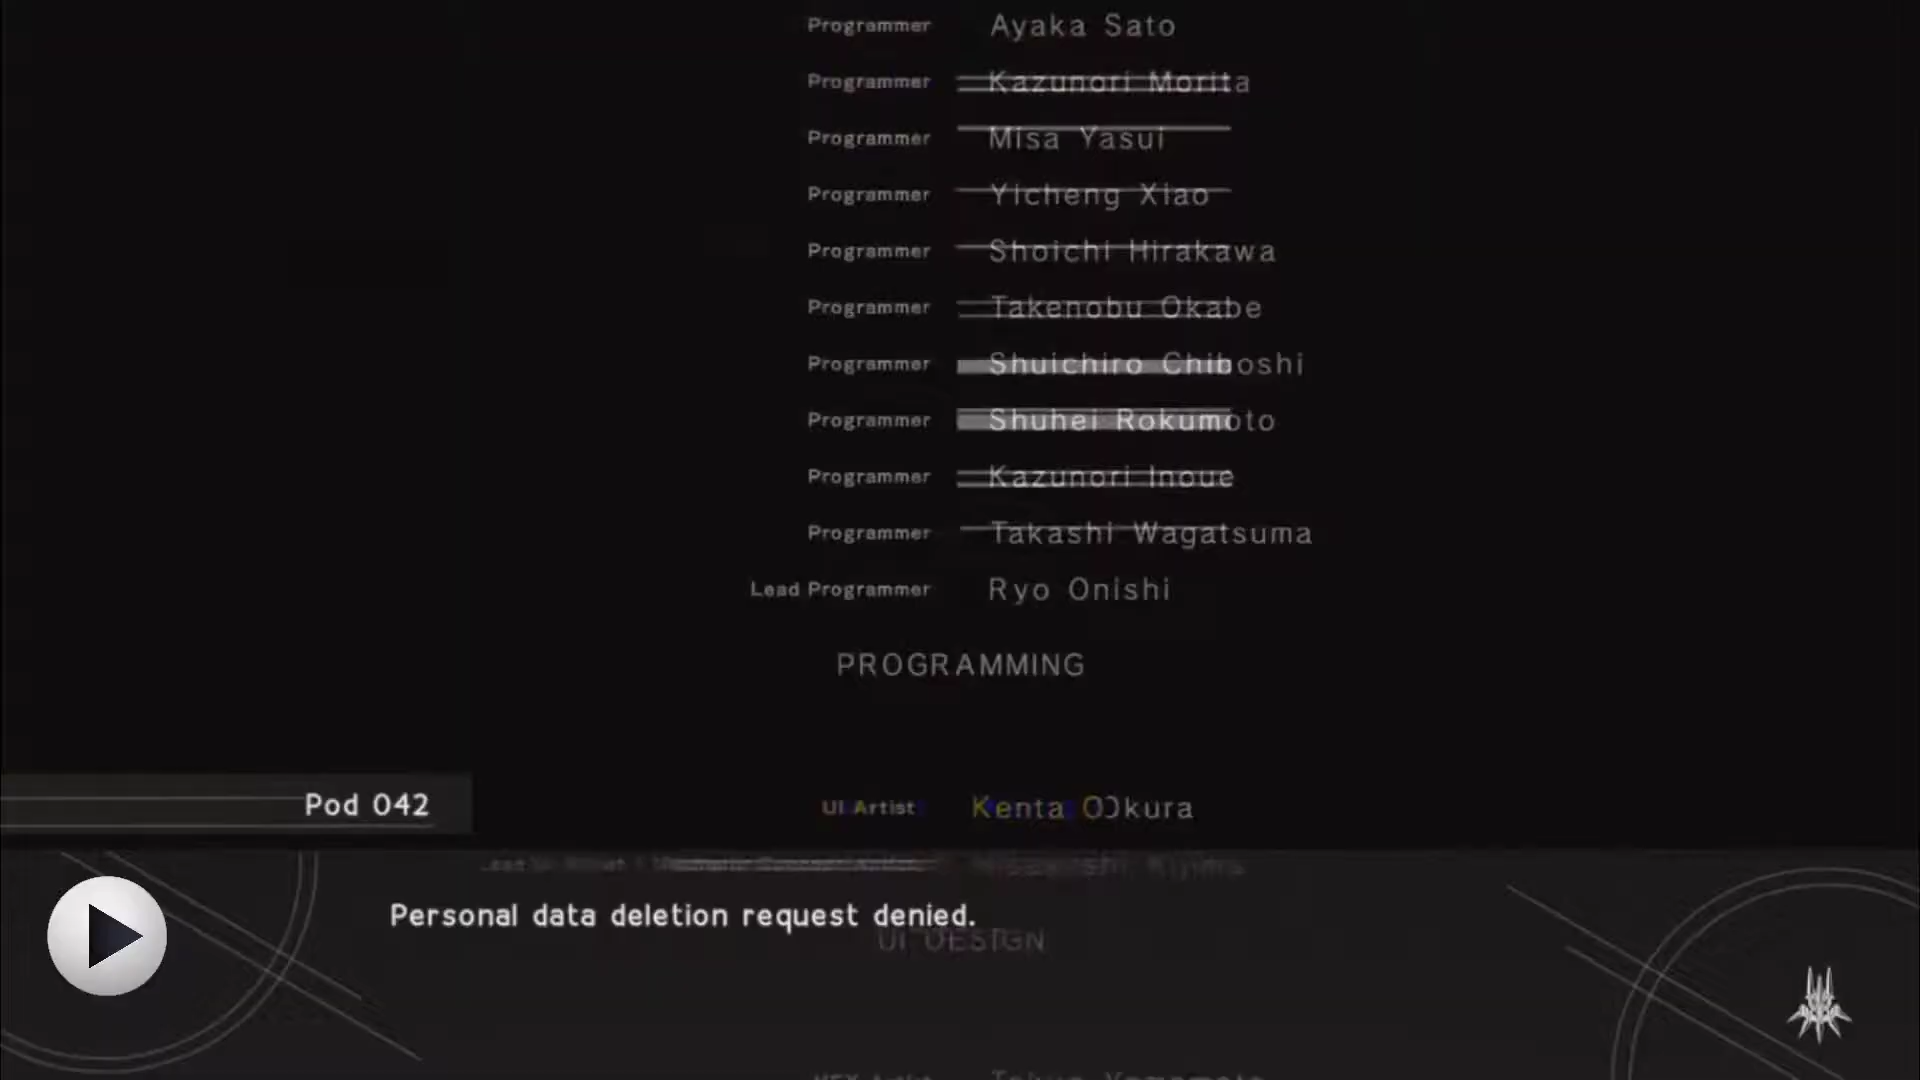 Programmer Ayaka Sato
Programmer Kazunori Morita
Programmer Misa Yasui
Programmer Yicheng Xiao
Programmer Shoichi Hirakawa
Programmer Takenobu Okabe
Programmer Shuichiro Chiboshi
Programmer Shuhei Rokumoto
Programmer Kazunori Inoue
Programmer Takashi Wagatsuma
Lead Programmer Ryo Onishi
PROGRAMMING
Pod 042
UI Artist Kenta Okura
Personal data deletion request denied.
UI DESIGN